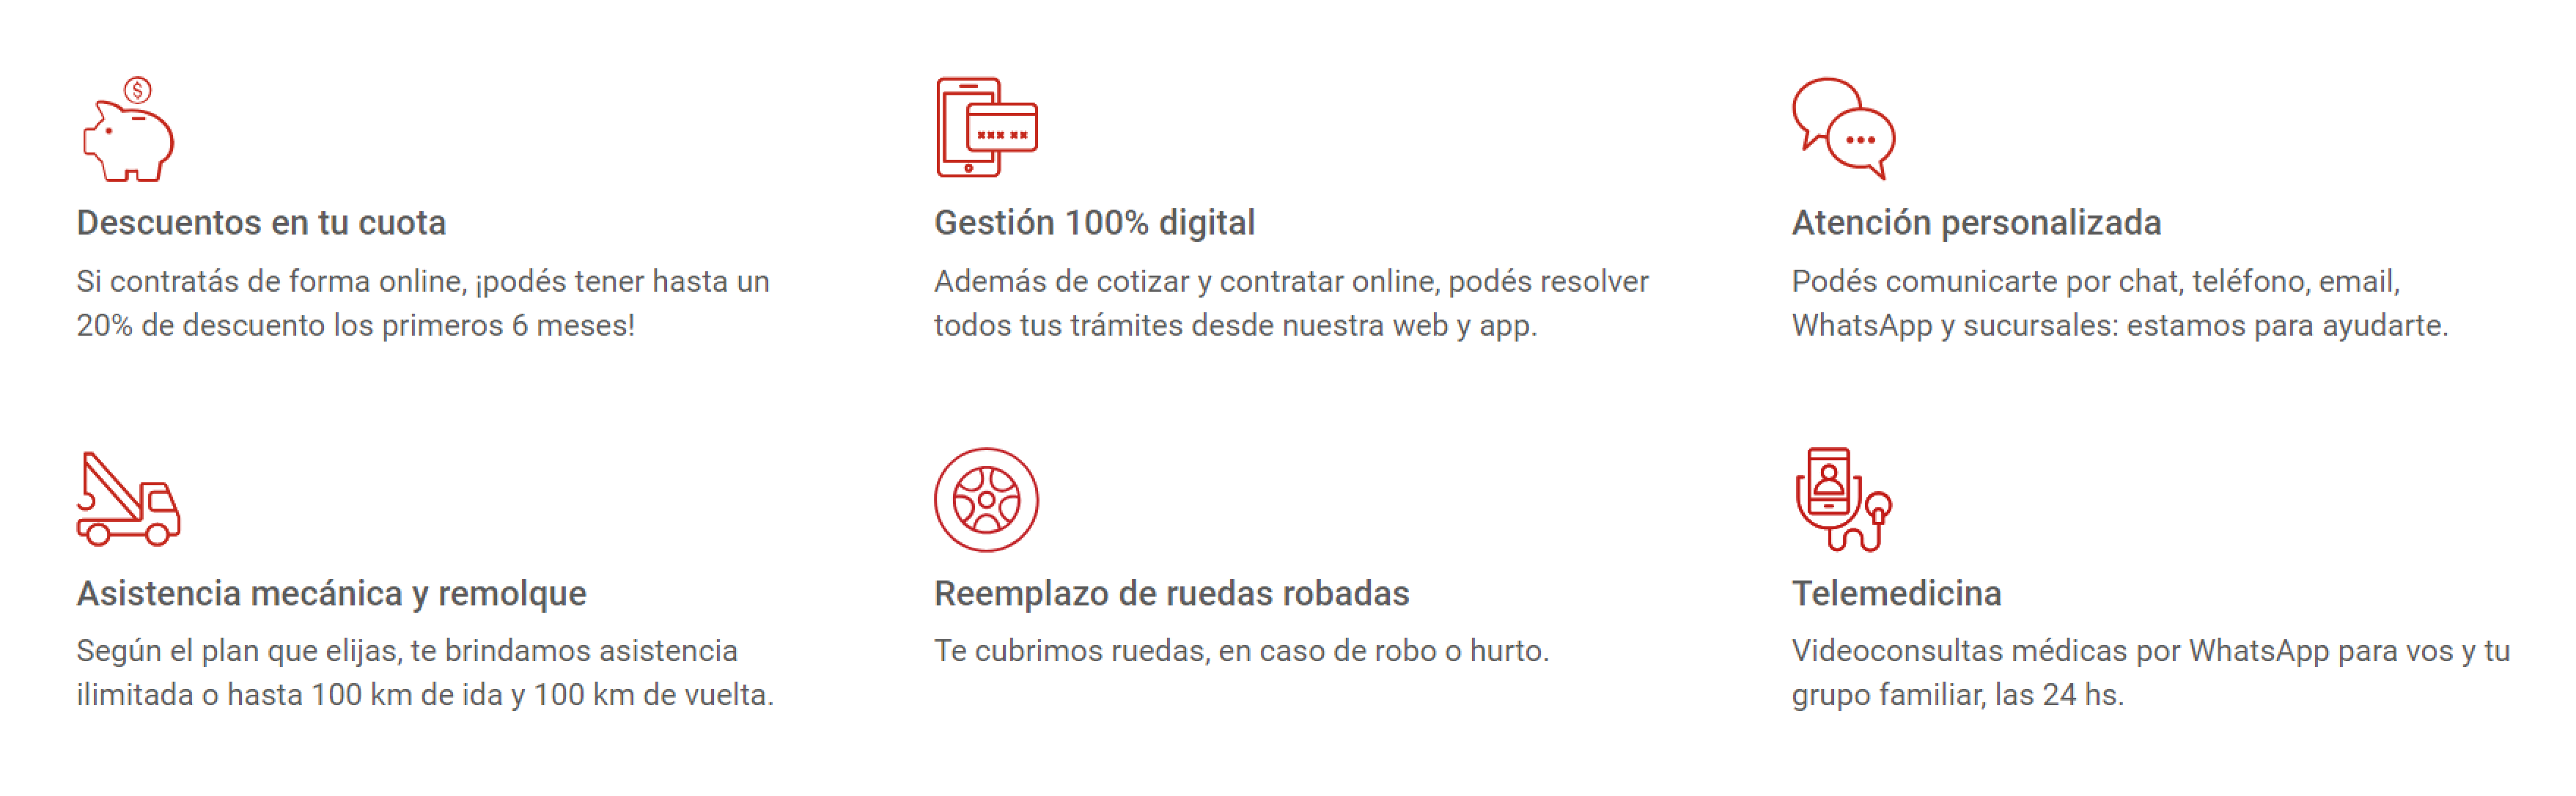 Descuentos en tu cuota
Si contratás de forma online, ¡podés tener hasta un
20% de descuento los primeros 6 meses!
Gestión 100% digital
Además de cotizar y contratar online, podés resolver
todos tus trámites desde nuestra web y app.
Atención personalizada
Podés comunicarte por chat, teléfono, email,
WhatsApp y sucursales: estamos para ayudarte.
Asistencia mecánica y remolque
Según el plan que elijas, te brindamos asistencia
ilimitada o hasta 100 km de ida y 100 km de vuelta.
Reemplazo de ruedas robadas
Te cubrimos ruedas, en caso de robo o hurto.
Telemedicina
Videoconsultas médicas por WhatsApp para vos y tu
grupo familiar, las 24 hs.